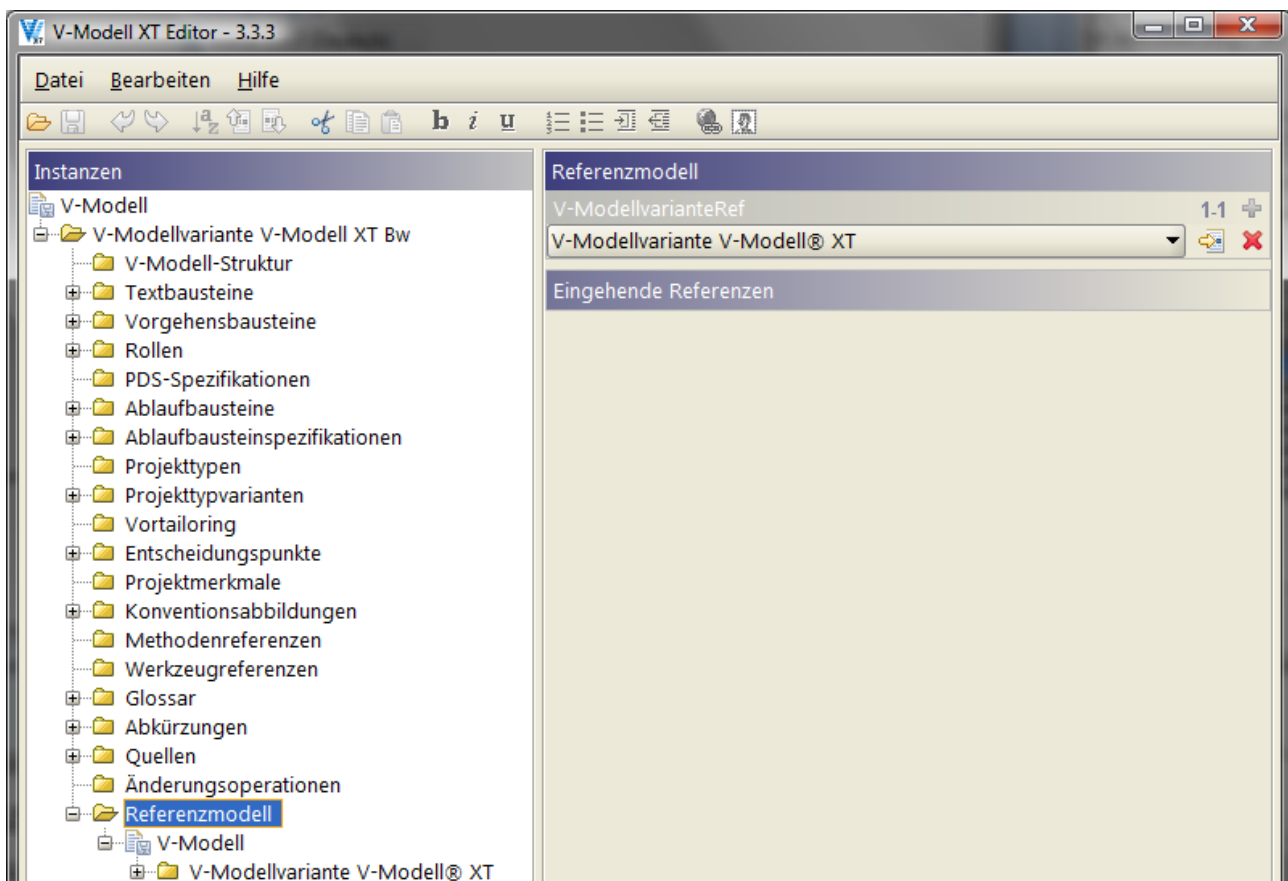 V-Modell XT Editor - 3.3.3
Datei Bearbeiten Hilfe
b i u
Instanzen
V-Modell
V-Modellvariante V-Modell XT Bw
V-Modell-Struktur
Textbausteine
Vorgehensbausteine
Rollen
PDS-Spezifikationen
Ablaufbausteine
Ablaufbausteinspezifikationen
Projekttypen
Projekttypvarianten
Vortailoring
Entscheidungspunkte
Projektmerkmale
Konventionsabbildungen
Methodenreferenzen
Werkzeugreferenzen
Glossar
Abkürzungen
Quellen
Änderungsoperationen
Referenzmodell
V-Modell
V-Modellvariante V-Modell® XT
Referenzmodell
V-ModellvarianteRef 1-1
V-Modellvariante V-Modell® XT
Eingehende Referenzen